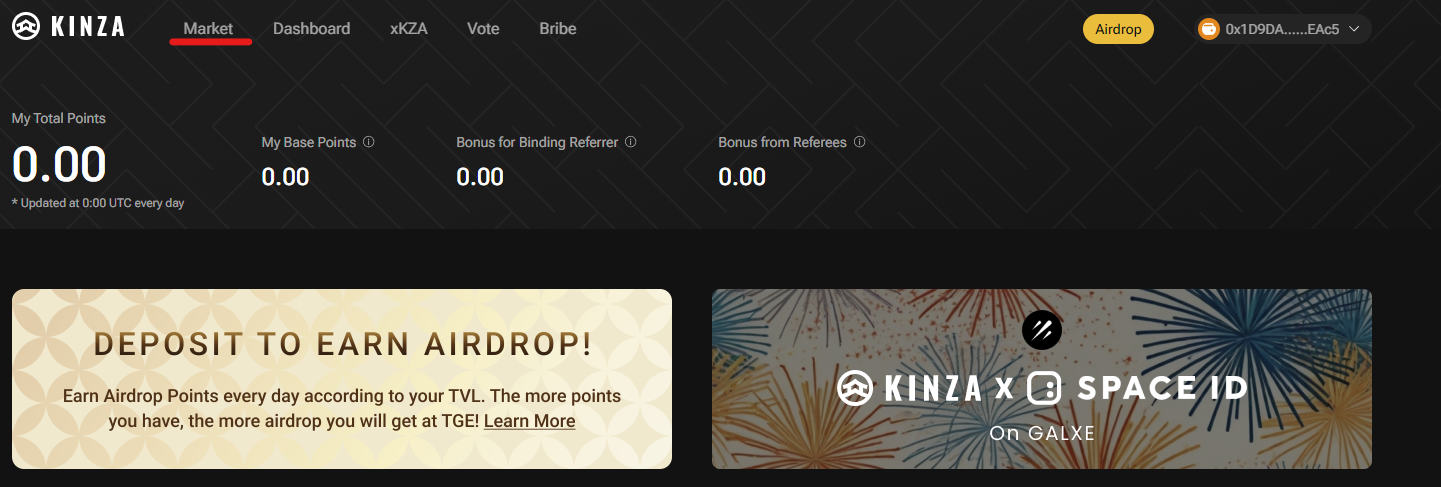 KINZA Market Dashboard xKZA Vote Bribe Airdrop 0x1D9DA......EAc5
My Total Points
0.00
* Updated at 0:00 UTC every day
My Base Points
0.00
Bonus for Binding Referrer
0.00
Bonus from Referees
0.00
DEPOSIT TO EARN AIRDROP!
Earn Airdrop Points every day according to your TVL. The more points
you have, the more airdrop you will get at TGE! Learn More
KINZA X SPACE ID
On GALXE